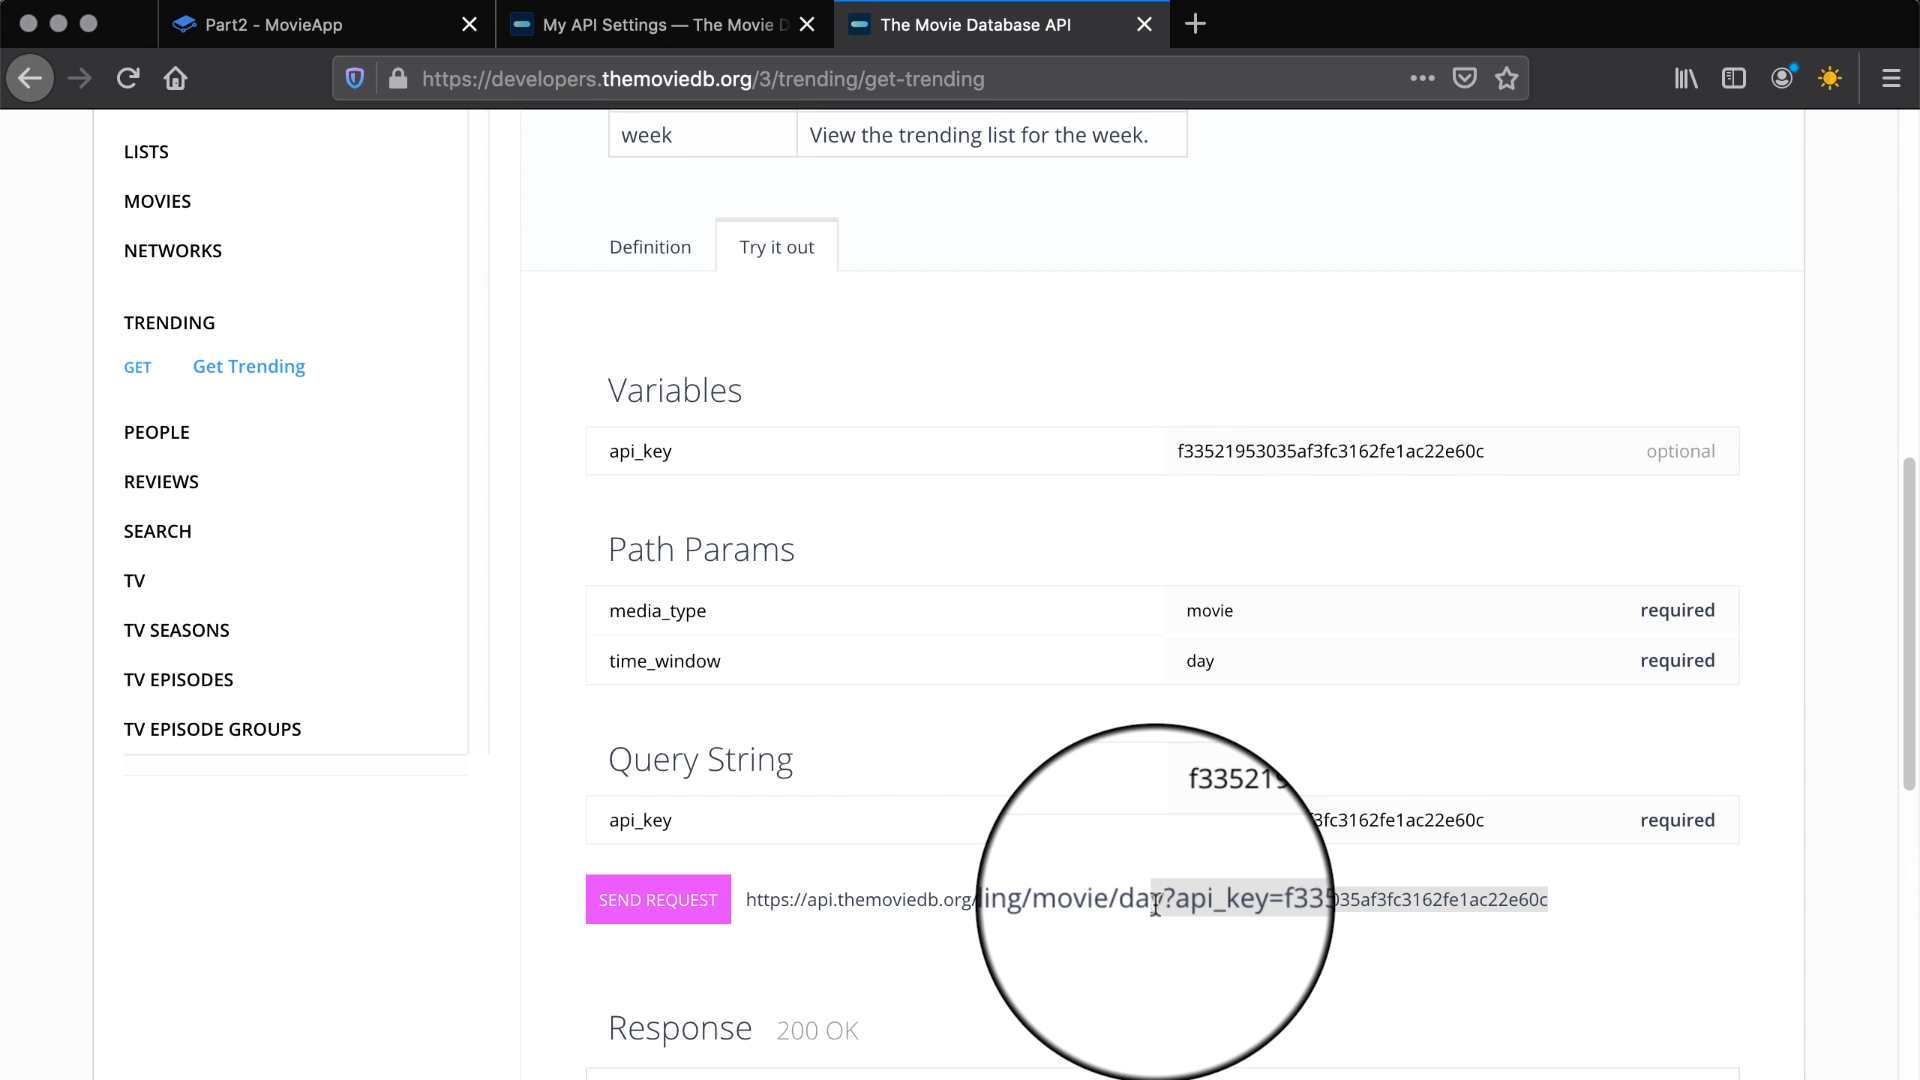 Part2 - MovieApp
My API Settings — The Movie D
The Movie Database API
https://developers.themoviedb.org/3/trending/get-trending
LISTS
MOVIES
NETWORKS
TRENDING
GET Get Trending
PEOPLE
REVIEWS
SEARCH
TV
TV SEASONS
TV EPISODES
TV EPISODE GROUPS
week View the trending list for the week.
Definition Try it out
Variables
api_key f33521953035af3fc3162fe1ac22e60c optional
Path Params
media_type movie required
time_window day required
Query String
f33521
api_key 3fc3162fe1ac22e60c required
SEND REQUEST https://api.themoviedb.org/ing/movie/day?api_key=f33535af3fc3162fe1ac22e60c
Response 200 OK